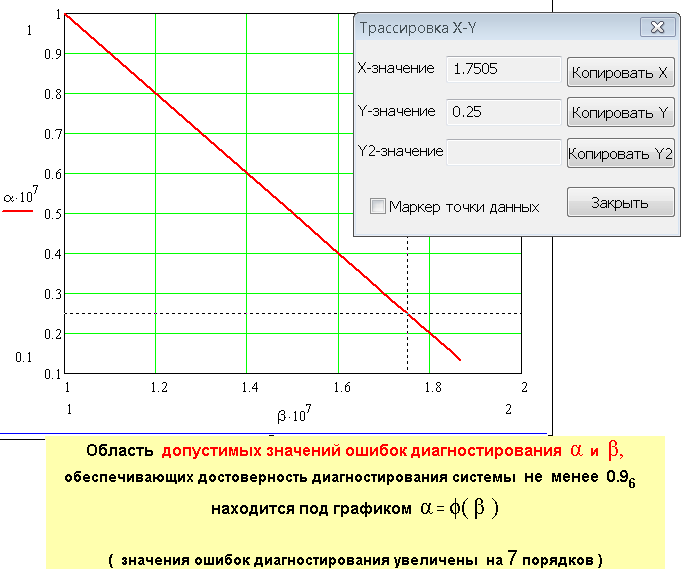 1
α·10⁷
0.1
1
0.9
0.8
0.7
0.6
0.5
0.4
0.3
0.2
0.1
1 1.2 1.4 1.6 1.8 2
1 β·10⁷ 2
Трассировка X-Y
X-значение 1.7505 Копировать X
Y-значение 0.25 Копировать Y
Y2-значение Копировать Y2
Маркер точки данных Закрыть
Область допустимых значений ошибок диагностирования α и β,
обеспечивающих достоверность диагностирования системы не менее 0.9₆
находится под графиком α = ϕ( β )
( значения ошибок диагностирования увеличены на 7 порядков )